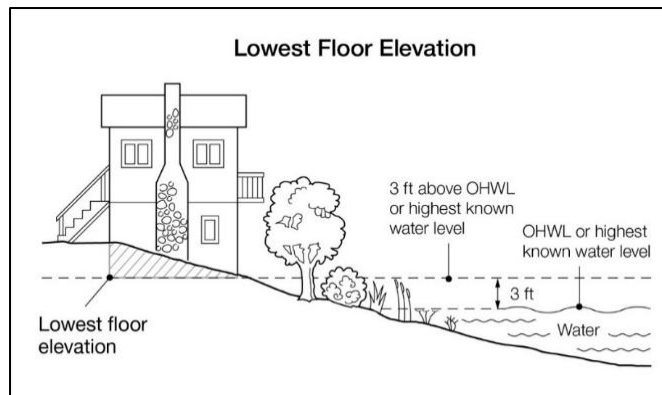 Lowest Floor Elevation
3 ft above OHWL
or highest known
water level
OHWL or highest
known water level
3 ft
Water
Lowest floor
elevation